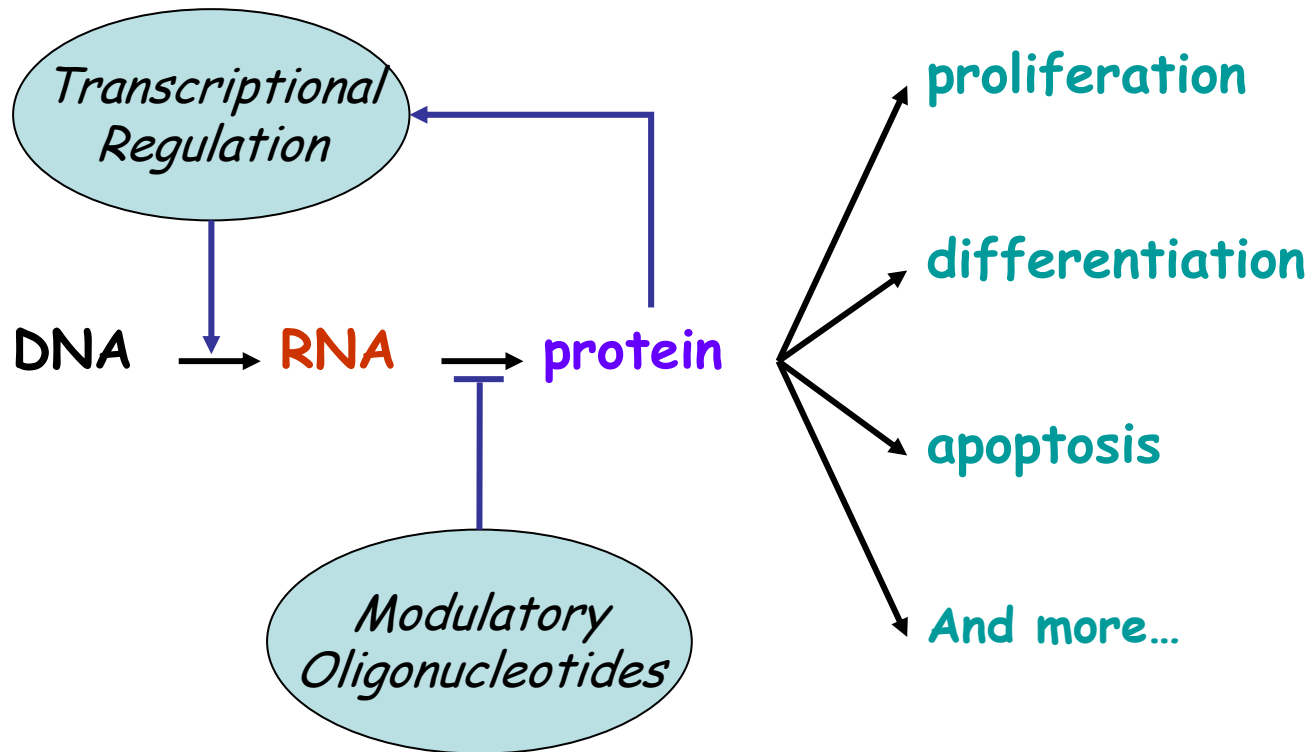 Transcriptional
Regulation
proliferation
differentiation
DNA
RNA
protein
apoptosis
Modulatory
Oligonucleotides
And more…